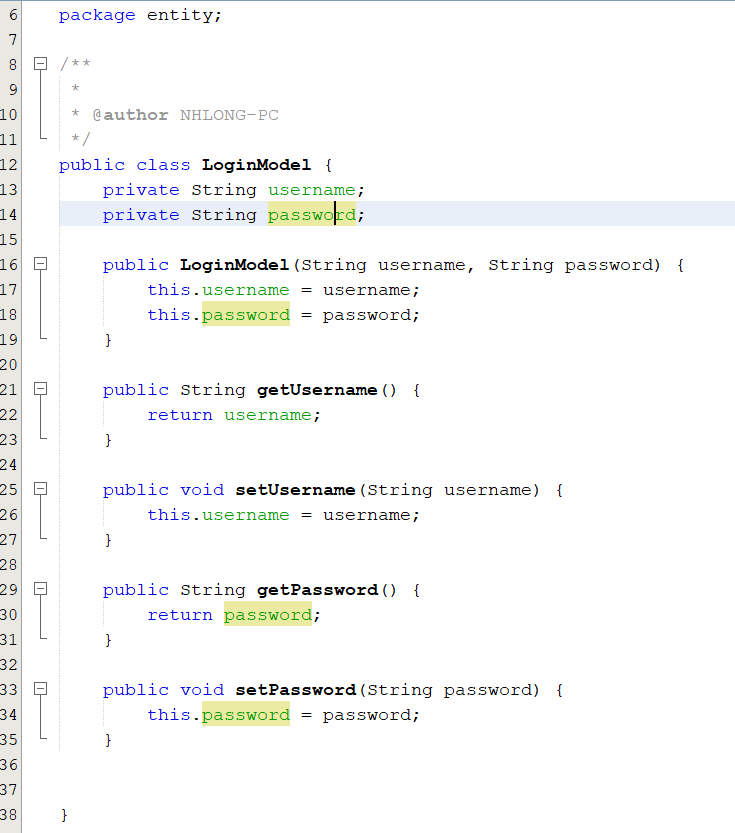 6 package entity;
7
8 /**
9  *
10  * @author NHLONG-PC
11  */
12 public class LoginModel {
13     private String username;
14     private String password;
15
16     public LoginModel(String username, String password) {
17         this.username = username;
18         this.password = password;
19     }
20
21     public String getUsername() {
22         return username;
23     }
24
25     public void setUsername(String username) {
26         this.username = username;
27     }
28
29     public String getPassword() {
30         return password;
31     }
32
33     public void setPassword(String password) {
34         this.password = password;
35     }
36
37
38 }